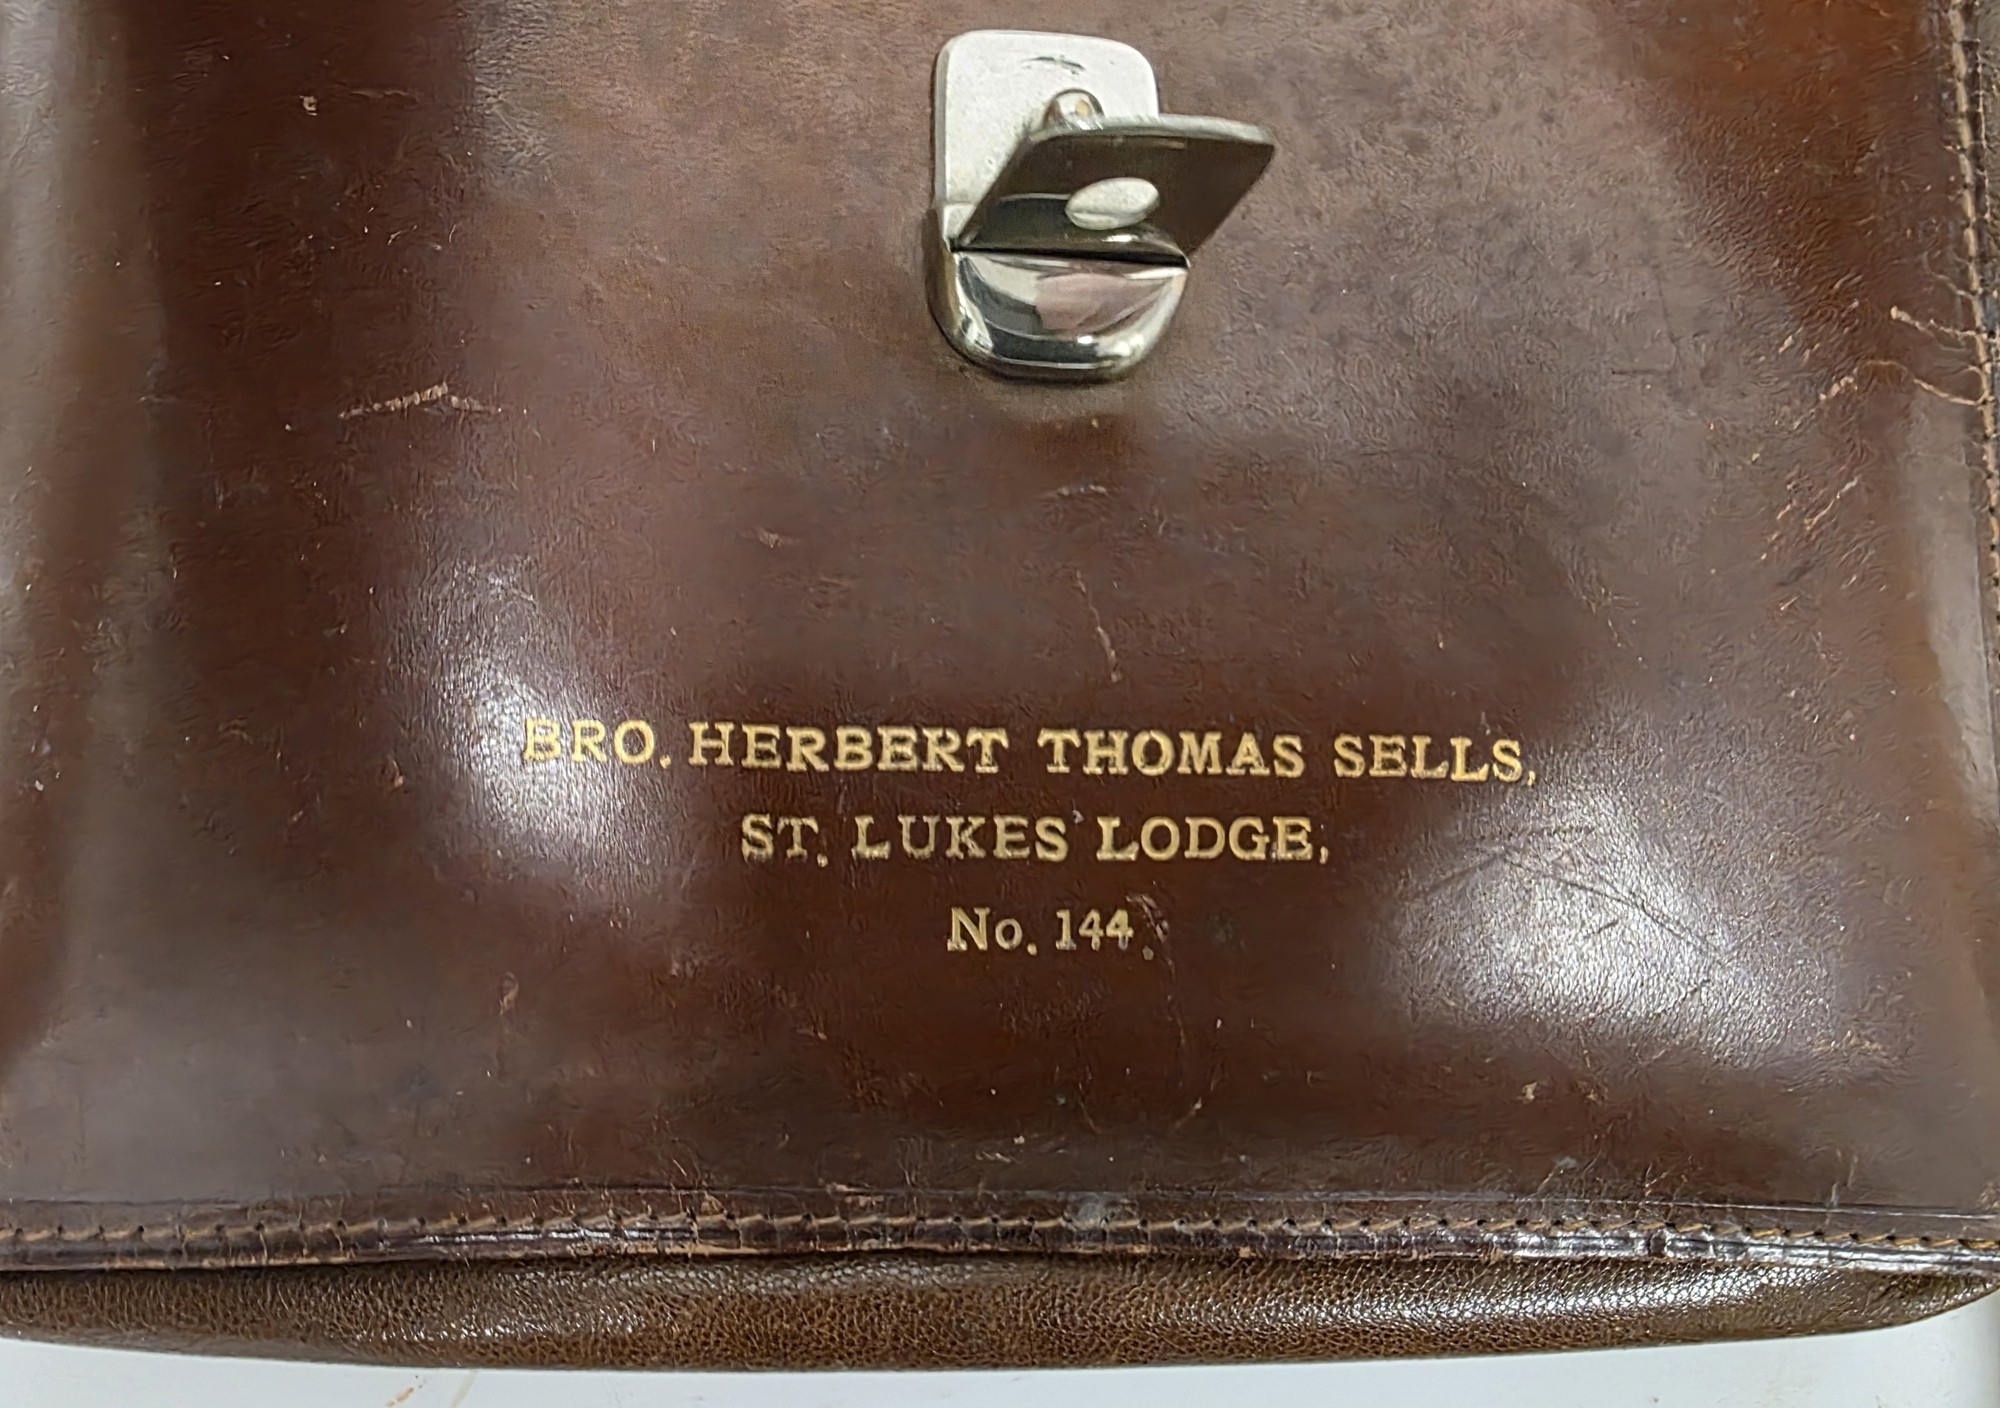 BRO. HERBERT THOMAS SELLS,
ST. LUKES LODGE,
No. 144.